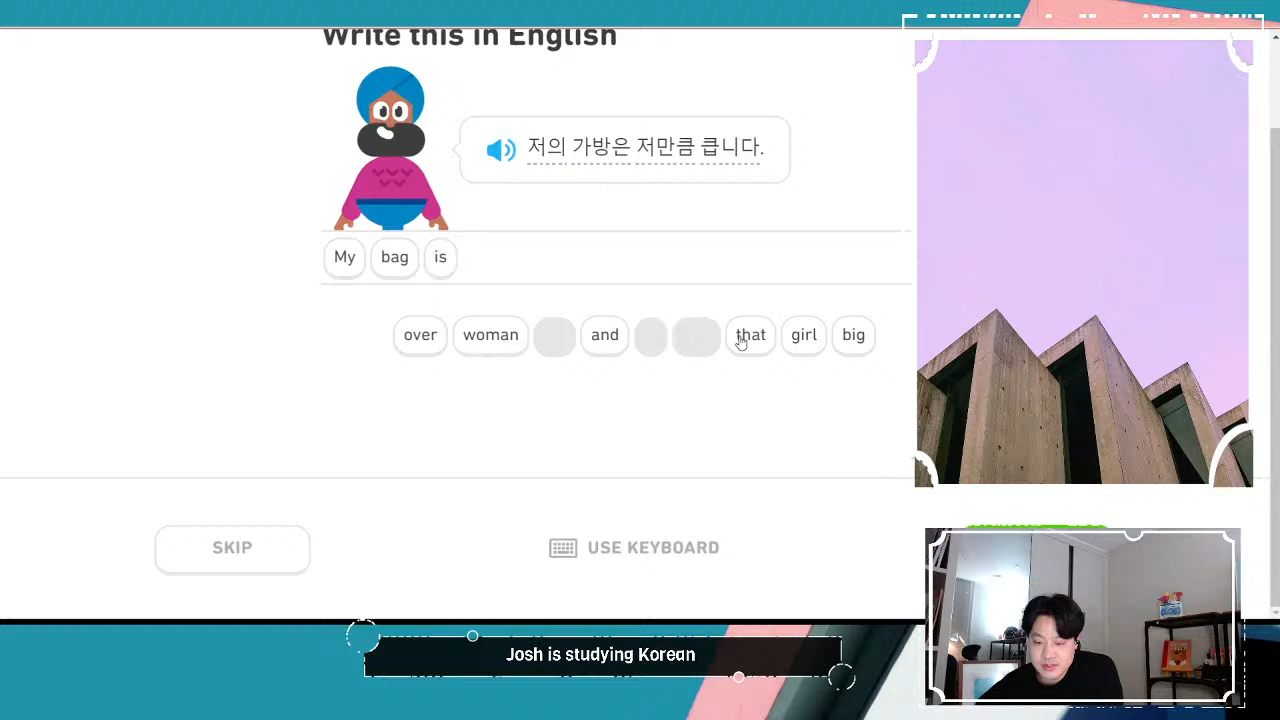 Write this in English
저의 가방은 저만큼 큽니다.
My bag is
over woman and that girl big
SKIP
USE KEYBOARD
Josh is studying Korean